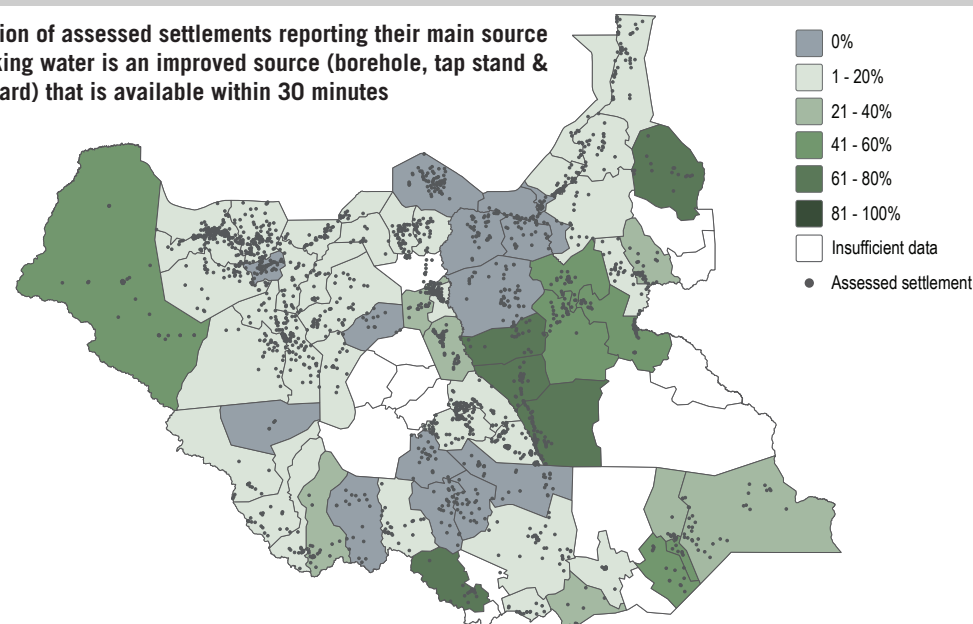 tion of assessed settlements reporting their main source
king water is an improved source (borehole, tap stand &
ard) that is available within 30 minutes
0%
1 - 20%
21 - 40%
41 - 60%
61 - 80%
81 - 100%
Insufficient data
Assessed settlement